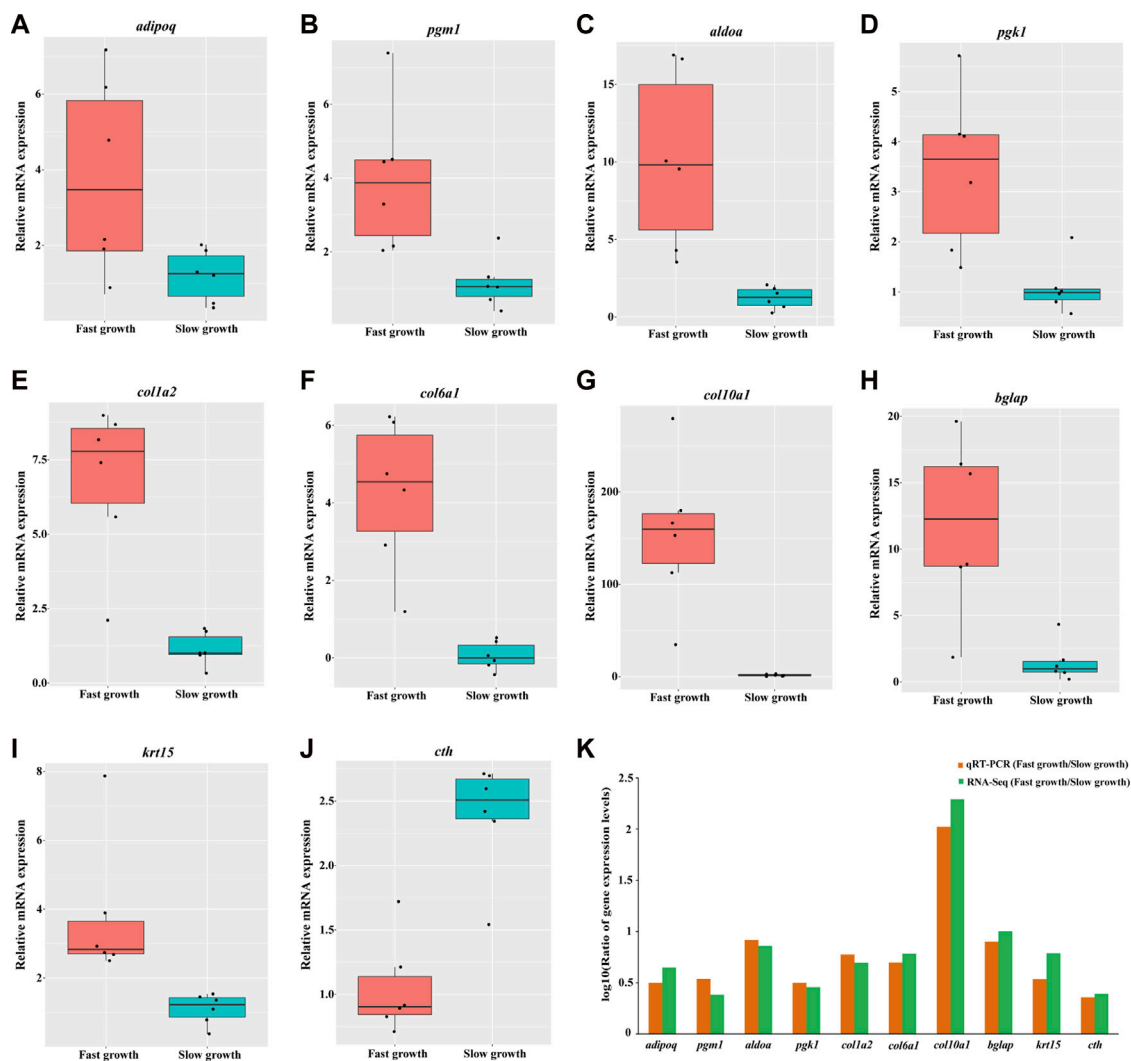 A
adipoq
Relative mRNA expression
6
4
2
Fast growth
Slow growth
B
pgm1
Relative mRNA expression
6
4
2
Fast growth
Slow growth
C
aldoa
Relative mRNA expression
15
10
5
0
Fast growth
Slow growth
D
pgk1
Relative mRNA expression
5
4
3
2
1
Fast growth
Slow growth
E
col1a2
Relative mRNA expression
7.5
5.0
2.5
0.0
Fast growth
Slow growth
F
col6a1
Relative mRNA expression
6
4
2
0
Fast growth
Slow growth
G
col10a1
Relative mRNA expression
200
100
0
Fast growth
Slow growth
H
bglap
Relative mRNA expression
20
15
10
5
0
Fast growth
Slow growth
I
krt15
Relative mRNA expression
8
6
4
2
Fast growth
Slow growth
J
cth
Relative mRNA expression
2.5
2.0
1.5
1.0
Fast growth
Slow growth
K
qRT-PCR (Fast growth/Slow growth)
RNA-Seq (Fast growth/Slow growth)
log10(Ratio of gene expression levels)
2.5
2
1.5
1
0.5
0
adipoq
pgm1
aldoa
pgk1
col1a2
col6a1
col10a1
bglap
krt15
cth